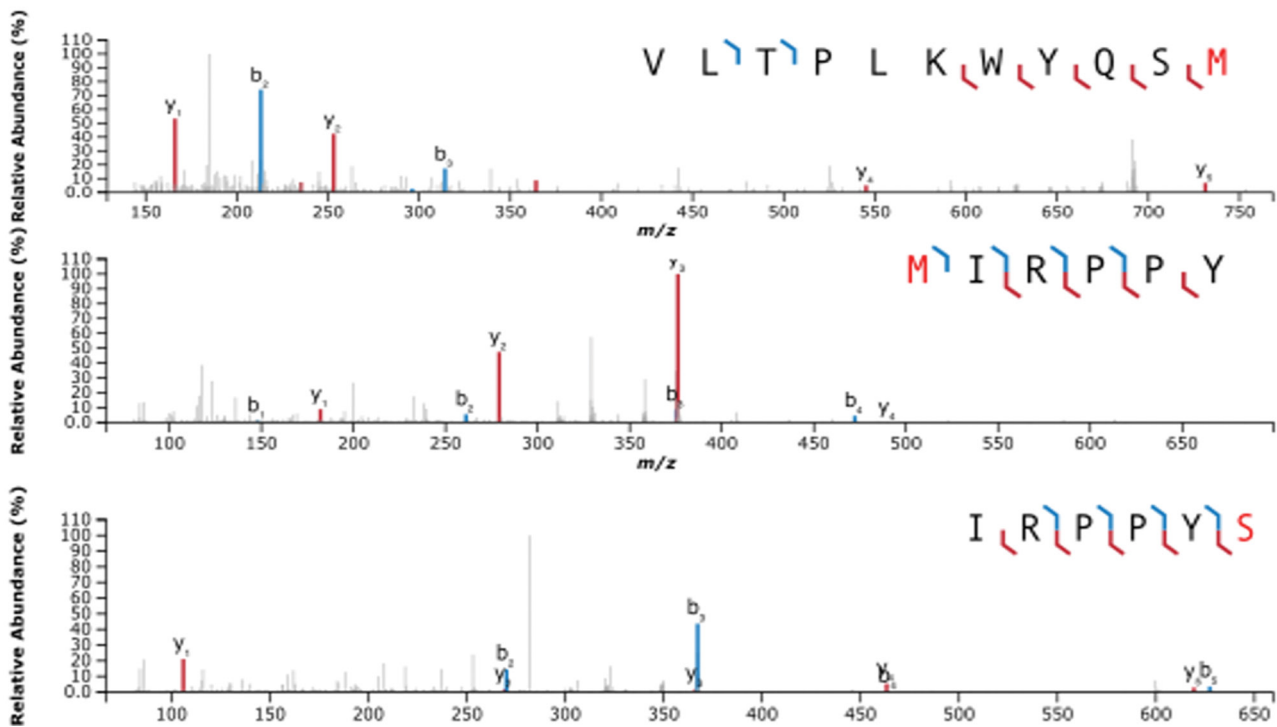 Relative Abundance (%)
110
100
90
80
70
60
50
40
30
20
10
0.0
V L T P L K W Y Q S M
y₁
b₂
y₂
b₃
y₄
y₅
150 200 250 300 350 400 450 500 550 600 650 700 750
m/z
Relative Abundance (%)
110
100
90
80
70
60
50
40
30
20
10
0.0
M I R P P Y
b₁
y₁
b₂
y₂
y₃
b₃
b₄
y₄
100 150 200 250 300 350 400 450 500 550 600 650
m/z
Relative Abundance (%)
110
100
90
80
70
60
50
40
30
20
10
0.0
I R P P Y S
y₁
b₂
b₃
y₅ b₅
100 150 200 250 300 350 400 450 500 550 600 650